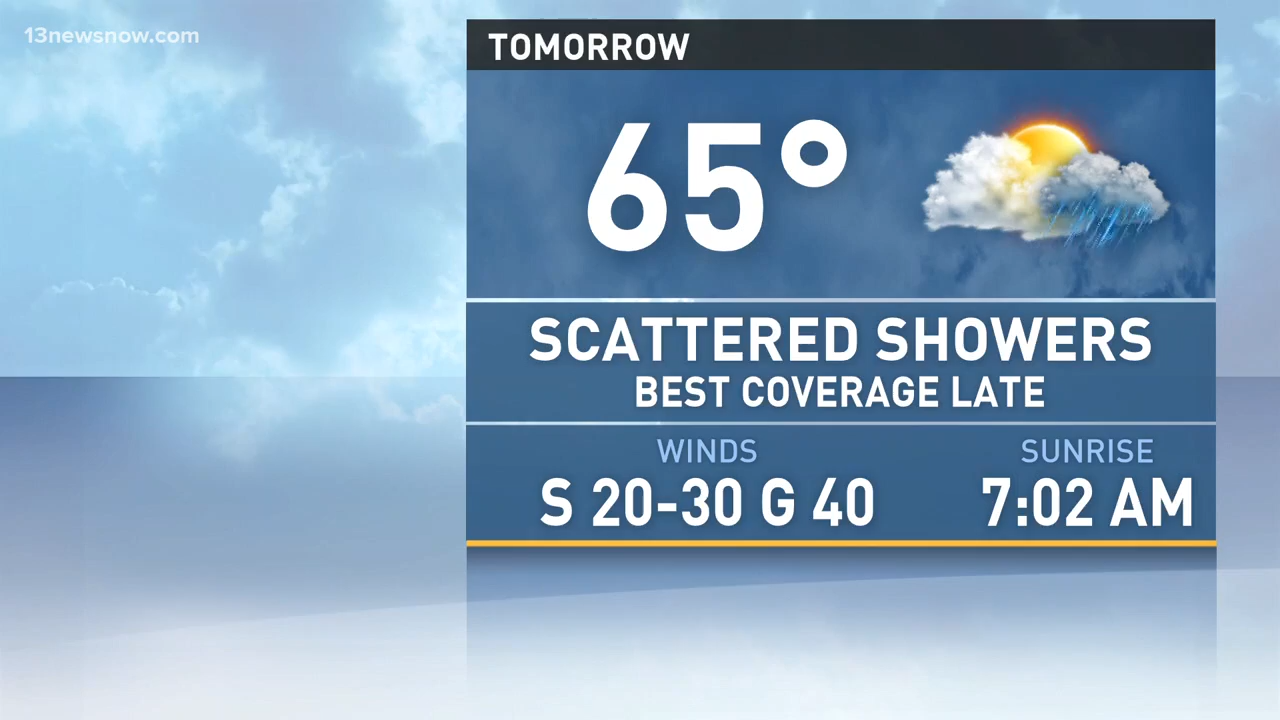 13newsnow.com
TOMORROW
65°
SCATTERED SHOWERS
BEST COVERAGE LATE
WINDS
S 20-30 G 40
SUNRISE
7:02 AM